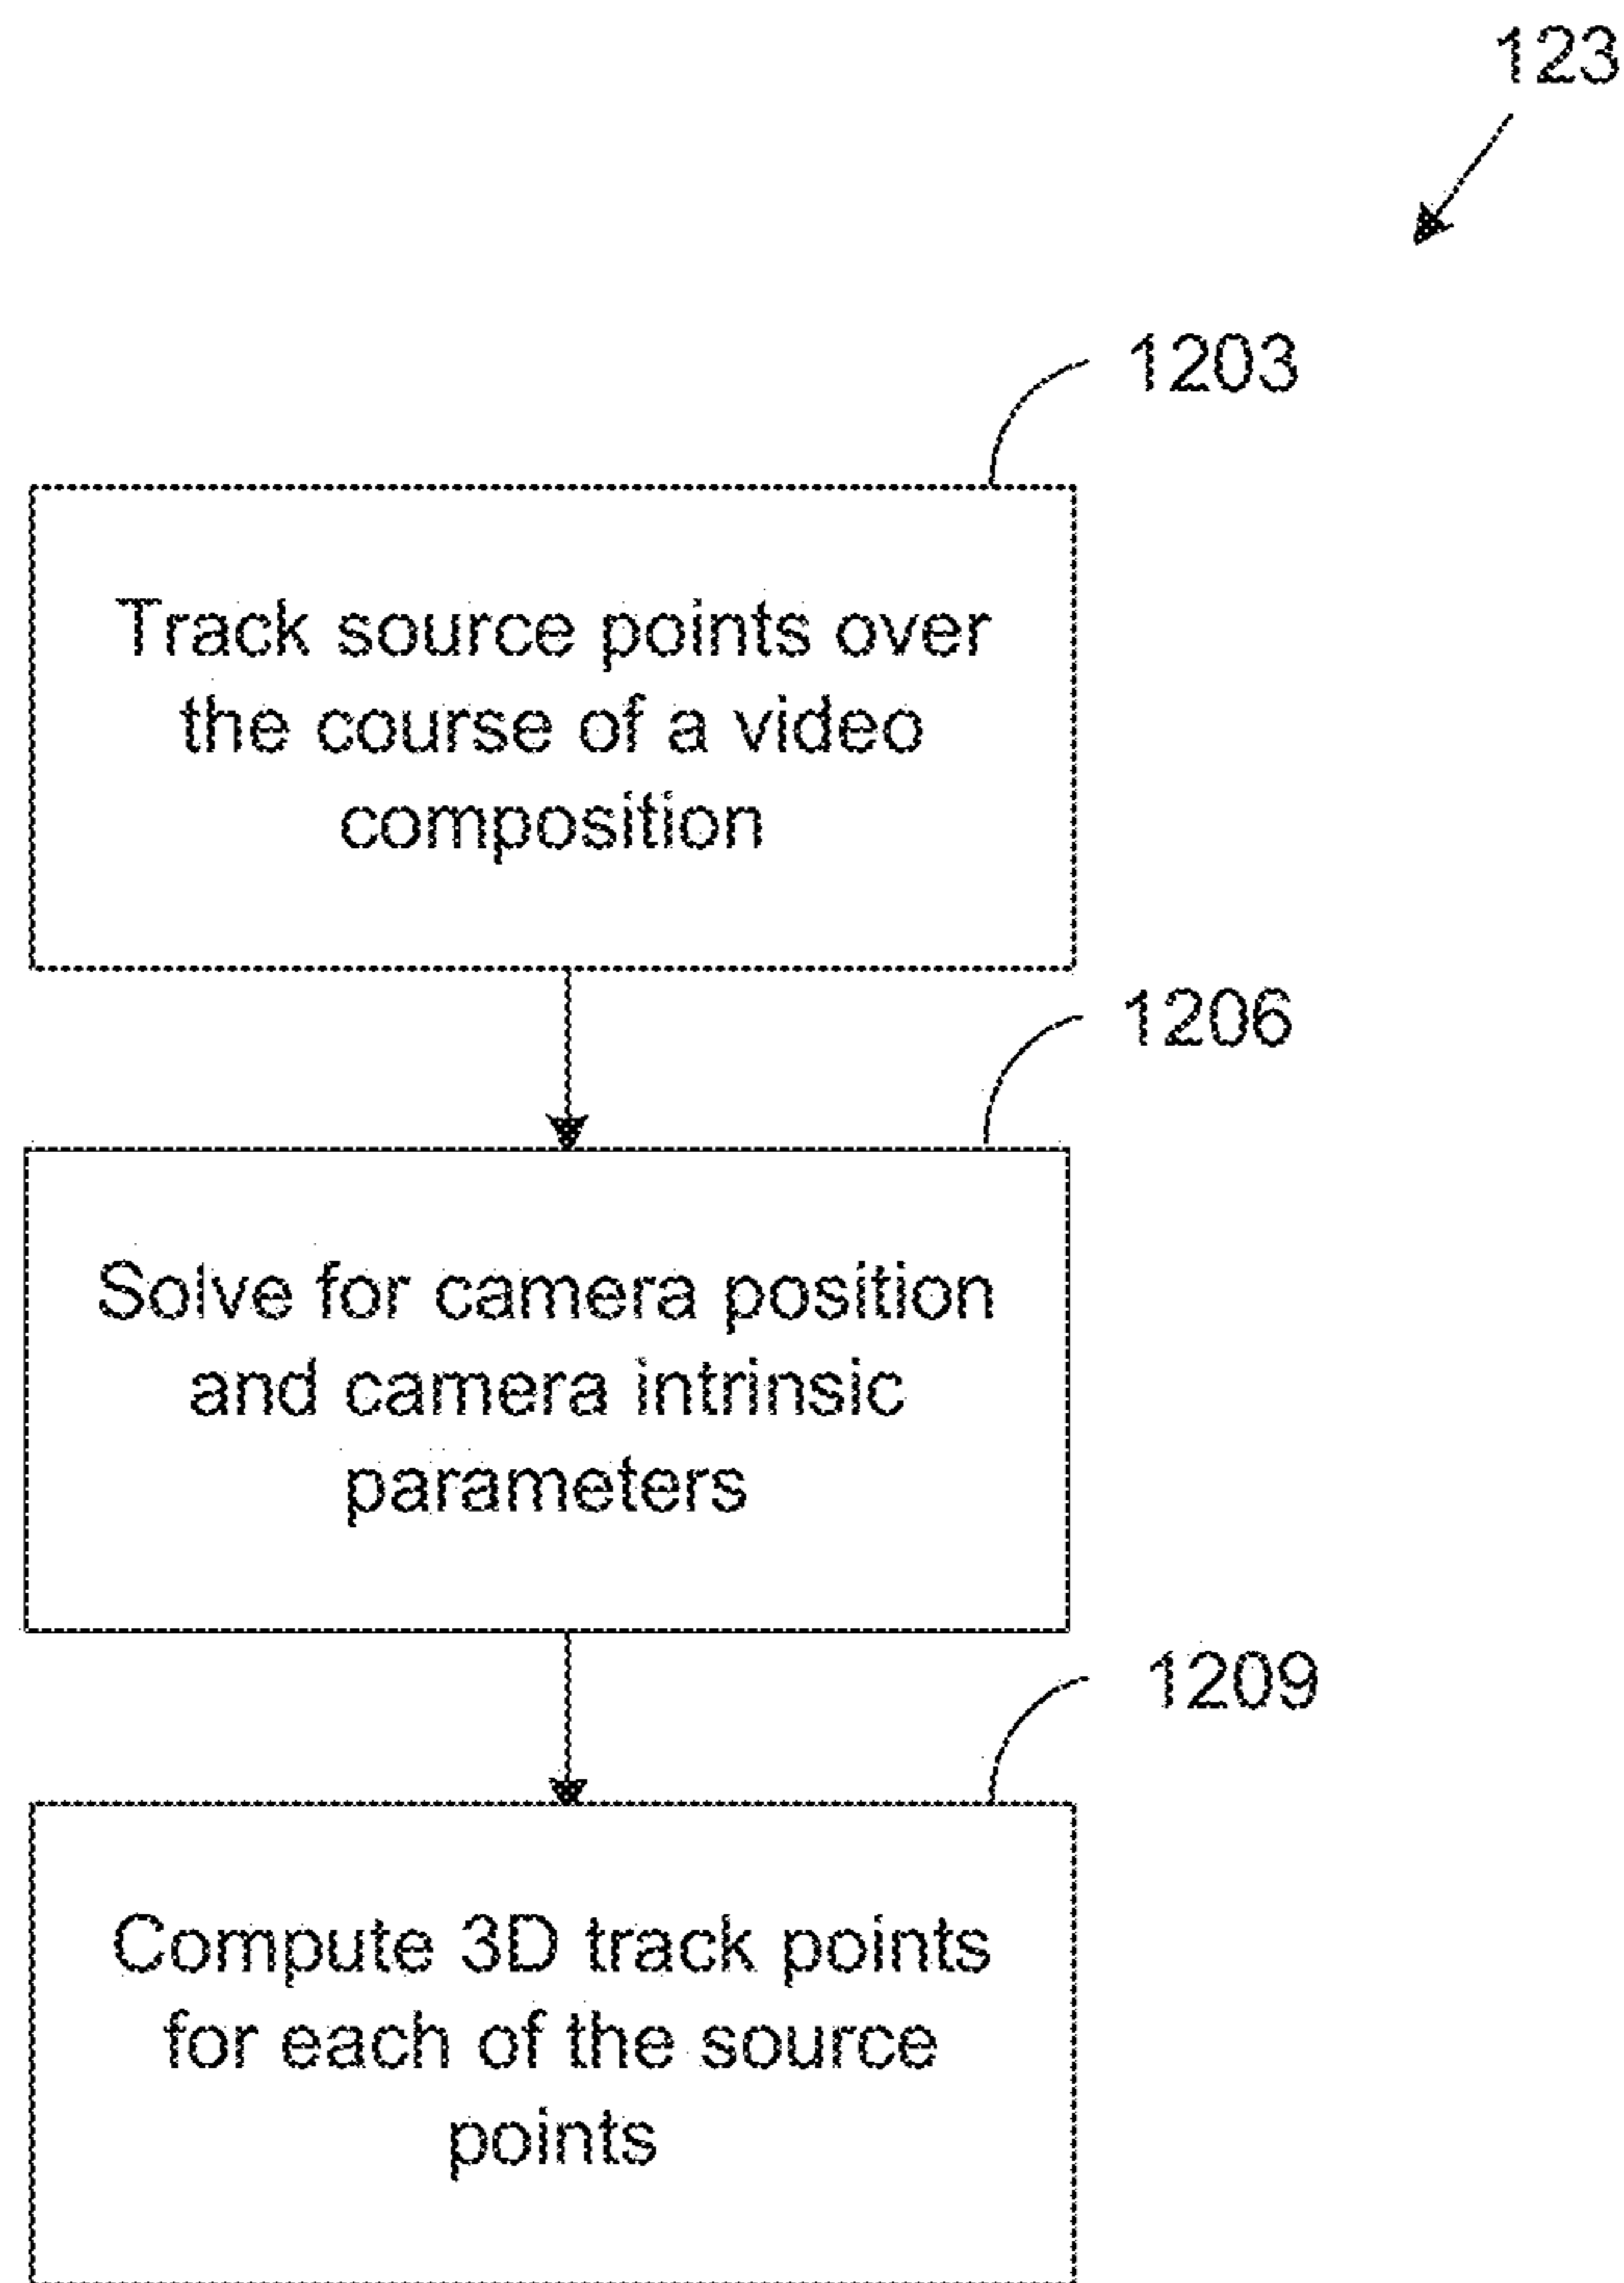 123
1203
Track source points over
the course of a video
composition
1206
Solve for camera position
and camera intrinsic
parameters
1209
Compute 3D track points
for each of the source
points